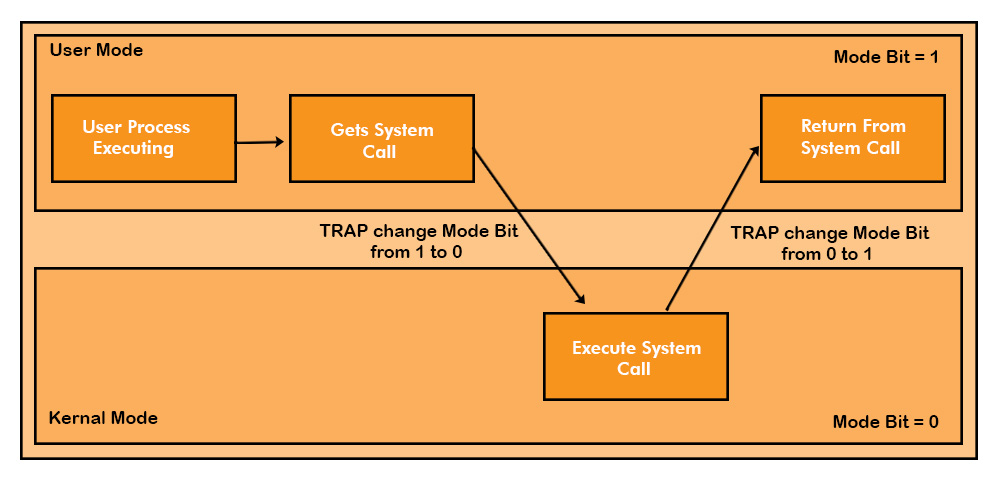 User Mode
Mode Bit = 1
User Process
Executing
Gets System
Call
Return From
System Call
TRAP change Mode Bit
from 1 to 0
TRAP change Mode Bit
from 0 to 1
Execute System
Call
Kernal Mode
Mode Bit = 0